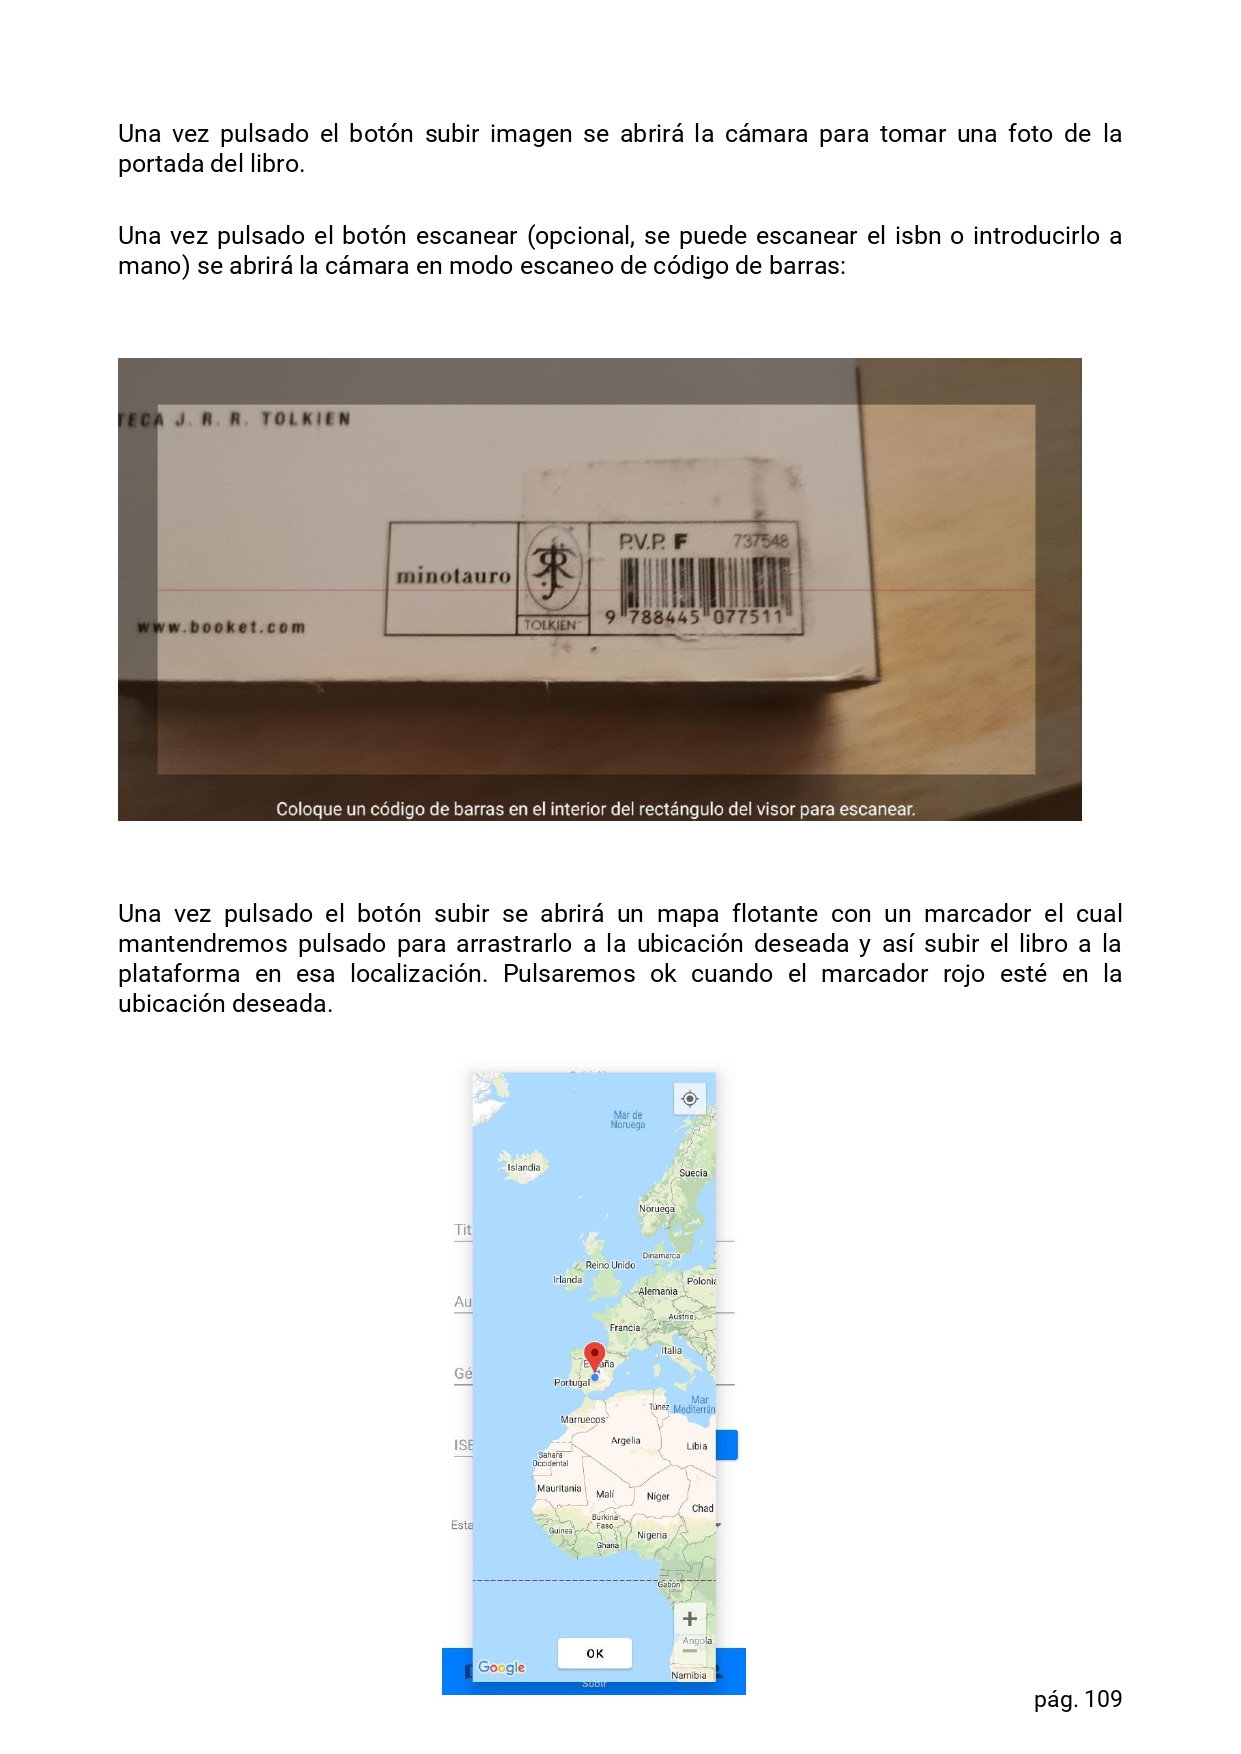 Una vez pulsado el botón subir imagen se abrirá la cámara para tomar una foto de la
portada del libro.
Una vez pulsado el botón escanear (opcional, se puede escanear el isbn o introducirlo a
mano) se abrirá la cámara en modo escaneo de código de barras:
TECA J. R. R. TOLKIEN
P.V.P. F 737548
minotauro
TOLKIEN
9 788445 077511
www.booket.com
Coloque un código de barras en el interior del rectángulo del visor para escanear.
Una vez pulsado el botón subir se abrirá un mapa flotante con un marcador el cual
mantendremos pulsado para arrastrarlo a la ubicación deseada y así subir el libro a la
plataforma en esa localización. Pulsaremos ok cuando el marcador rojo esté en la
ubicación deseada.
Mar de
Noruega
Islandia
Suecia
Noruega
Tit
Dinamarca
Reino Unido
Irlanda
Polonia
Alemania
Au
Austria
Francia
Italia
España
Gé
Portugal
Mar
Mediterrán
Túnez
Marruecos
Argelia
Libia
ISB
Sahara
Occidental
Mauritania
Malí
Níger
Chad
Burkina
Faso
Esta
Guinea
Nigeria
Ghana
Gabón
+
Angola
OK
Google
Namibia
Subir
pág. 109